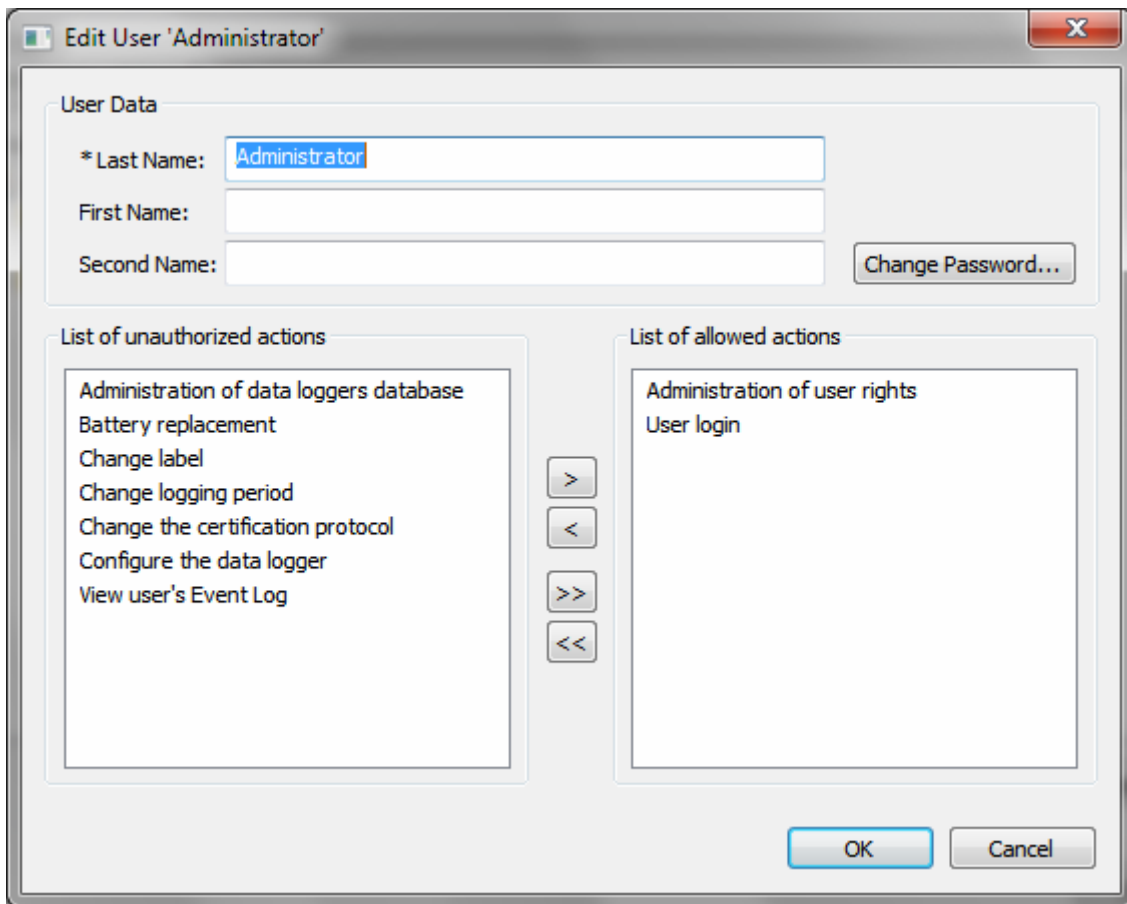 Edit User 'Administrator'
X
User Data
* Last Name: Administrator
First Name:
Second Name:
Change Password...
List of unauthorized actions
Administration of data loggers database
Battery replacement
Change label
Change logging period
Change the certification protocol
Configure the data logger
View user's Event Log
>
<
>>
<<
List of allowed actions
Administration of user rights
User login
OK
Cancel